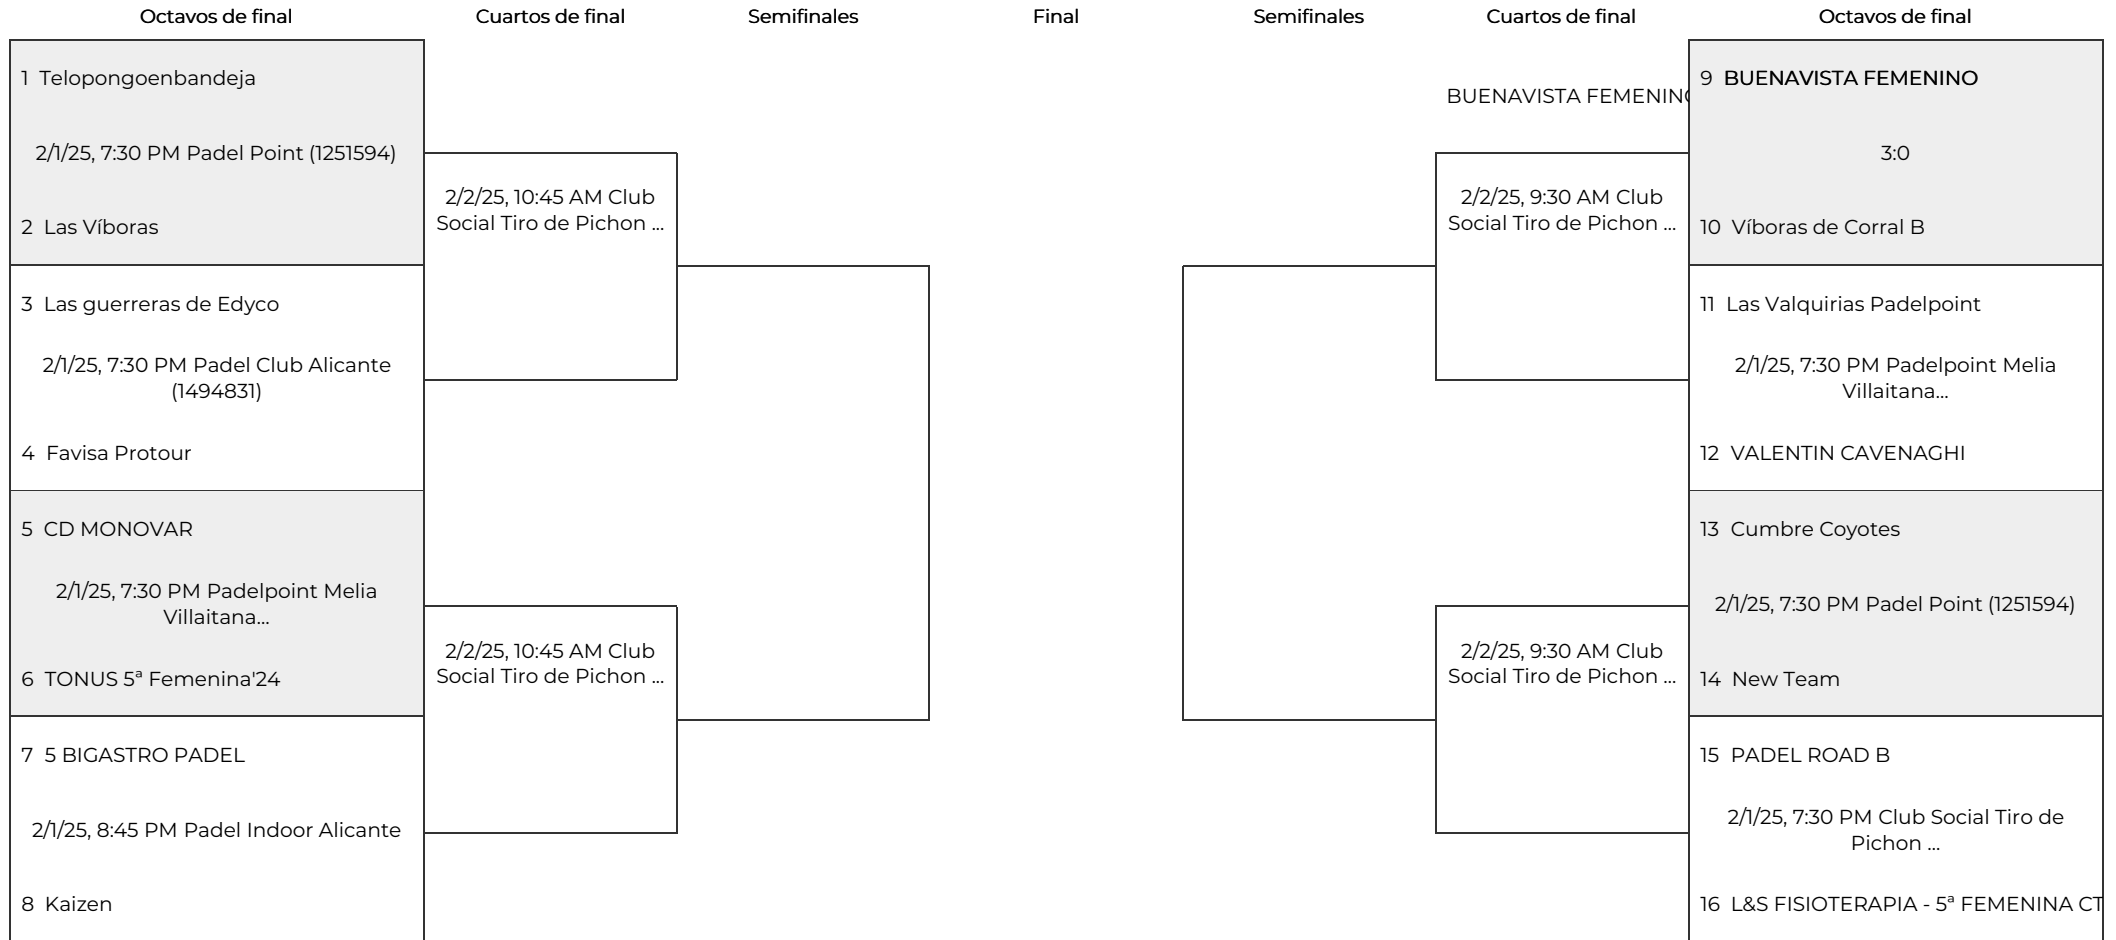 Octavos de final
Cuartos de final
Semifinales
Final
Semifinales
Cuartos de final
Octavos de final
1 Telopongoenbandeja
2/1/25, 7:30 PM Padel Point (1251594)
2 Las Víboras
3 Las guerreras de Edyco
2/1/25, 7:30 PM Padel Club Alicante
(1494831)
4 Favisa Protour
5 CD MONOVAR
2/1/25, 7:30 PM Padelpoint Melia
Villaitana...
6 TONUS 5ª Femenina'24
7 5 BIGASTRO PADEL
2/1/25, 8:45 PM Padel Indoor Alicante
8 Kaizen
2/2/25, 10:45 AM Club
Social Tiro de Pichon ...
2/2/25, 10:45 AM Club
Social Tiro de Pichon ...
BUENAVISTA FEMENINO
2/2/25, 9:30 AM Club
Social Tiro de Pichon ...
2/2/25, 9:30 AM Club
Social Tiro de Pichon ...
9 BUENAVISTA FEMENINO
3:0
10 Víboras de Corral B
11 Las Valquirias Padelpoint
2/1/25, 7:30 PM Padelpoint Melia
Villaitana...
12 VALENTIN CAVENAGHI
13 Cumbre Coyotes
2/1/25, 7:30 PM Padel Point (1251594)
14 New Team
15 PADEL ROAD B
2/1/25, 7:30 PM Club Social Tiro de
Pichon ...
16 L&S FISIOTERAPIA - 5ª FEMENINA CT